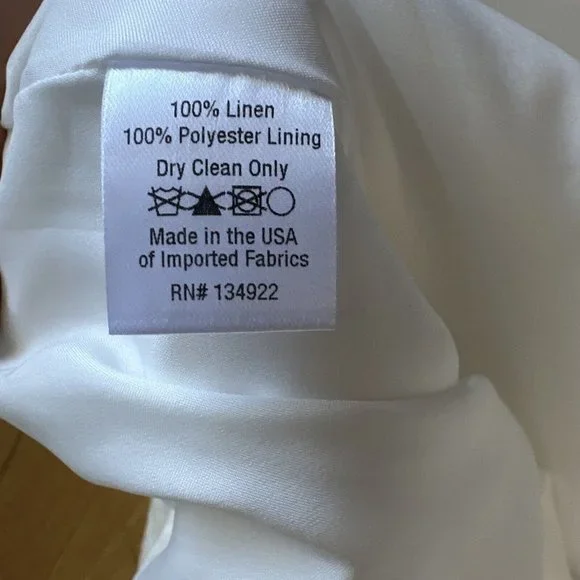 100% Linen
100% Polyester Lining
Dry Clean Only
Made in the USA
of Imported Fabrics
RN# 134922